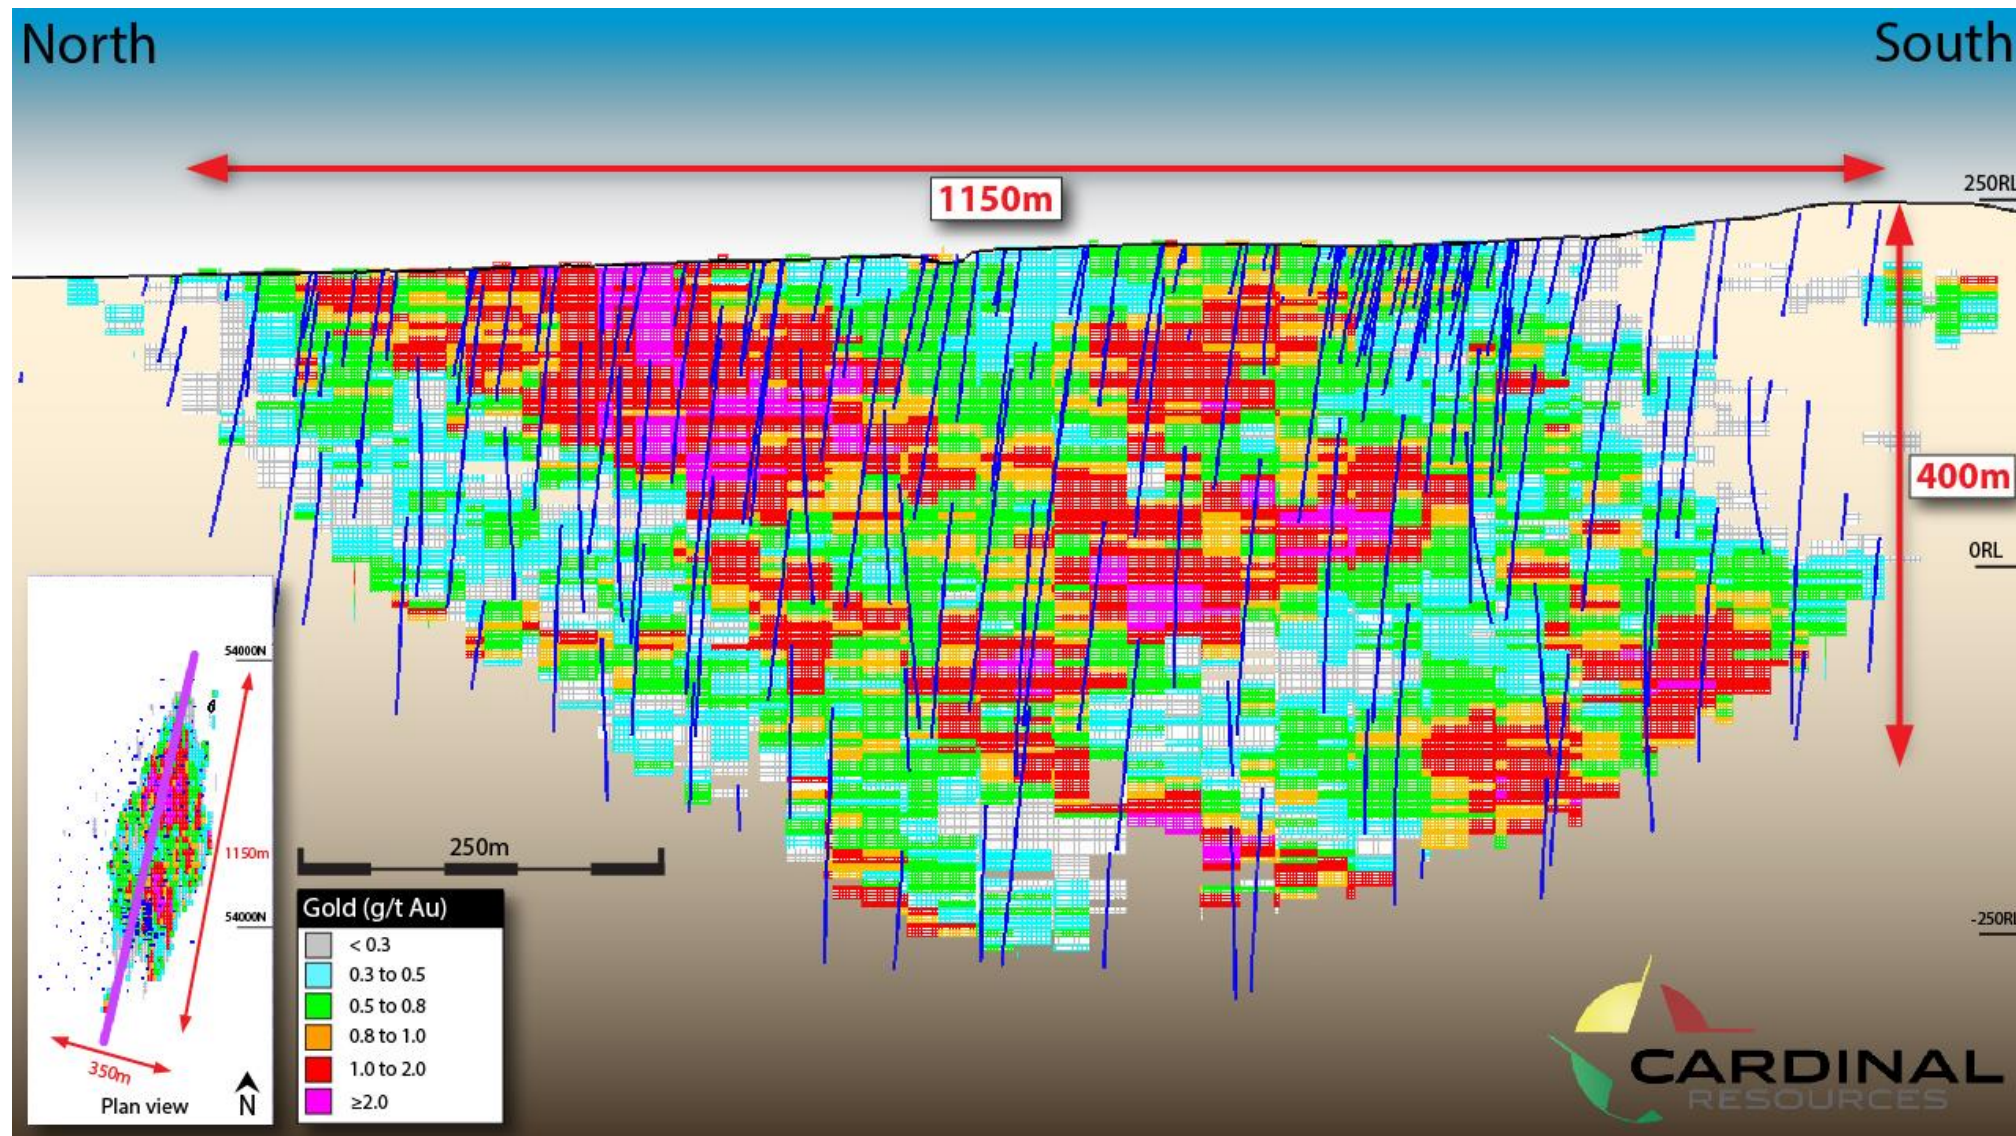 North
South
1150m
250RL
400m
0RL
-250RL
54000N
1150m
54000N
350m
Plan view
N
250m
Gold (g/t Au)
< 0.3
0.3 to 0.5
0.5 to 0.8
0.8 to 1.0
1.0 to 2.0
≥2.0
CARDINAL
RESOURCES